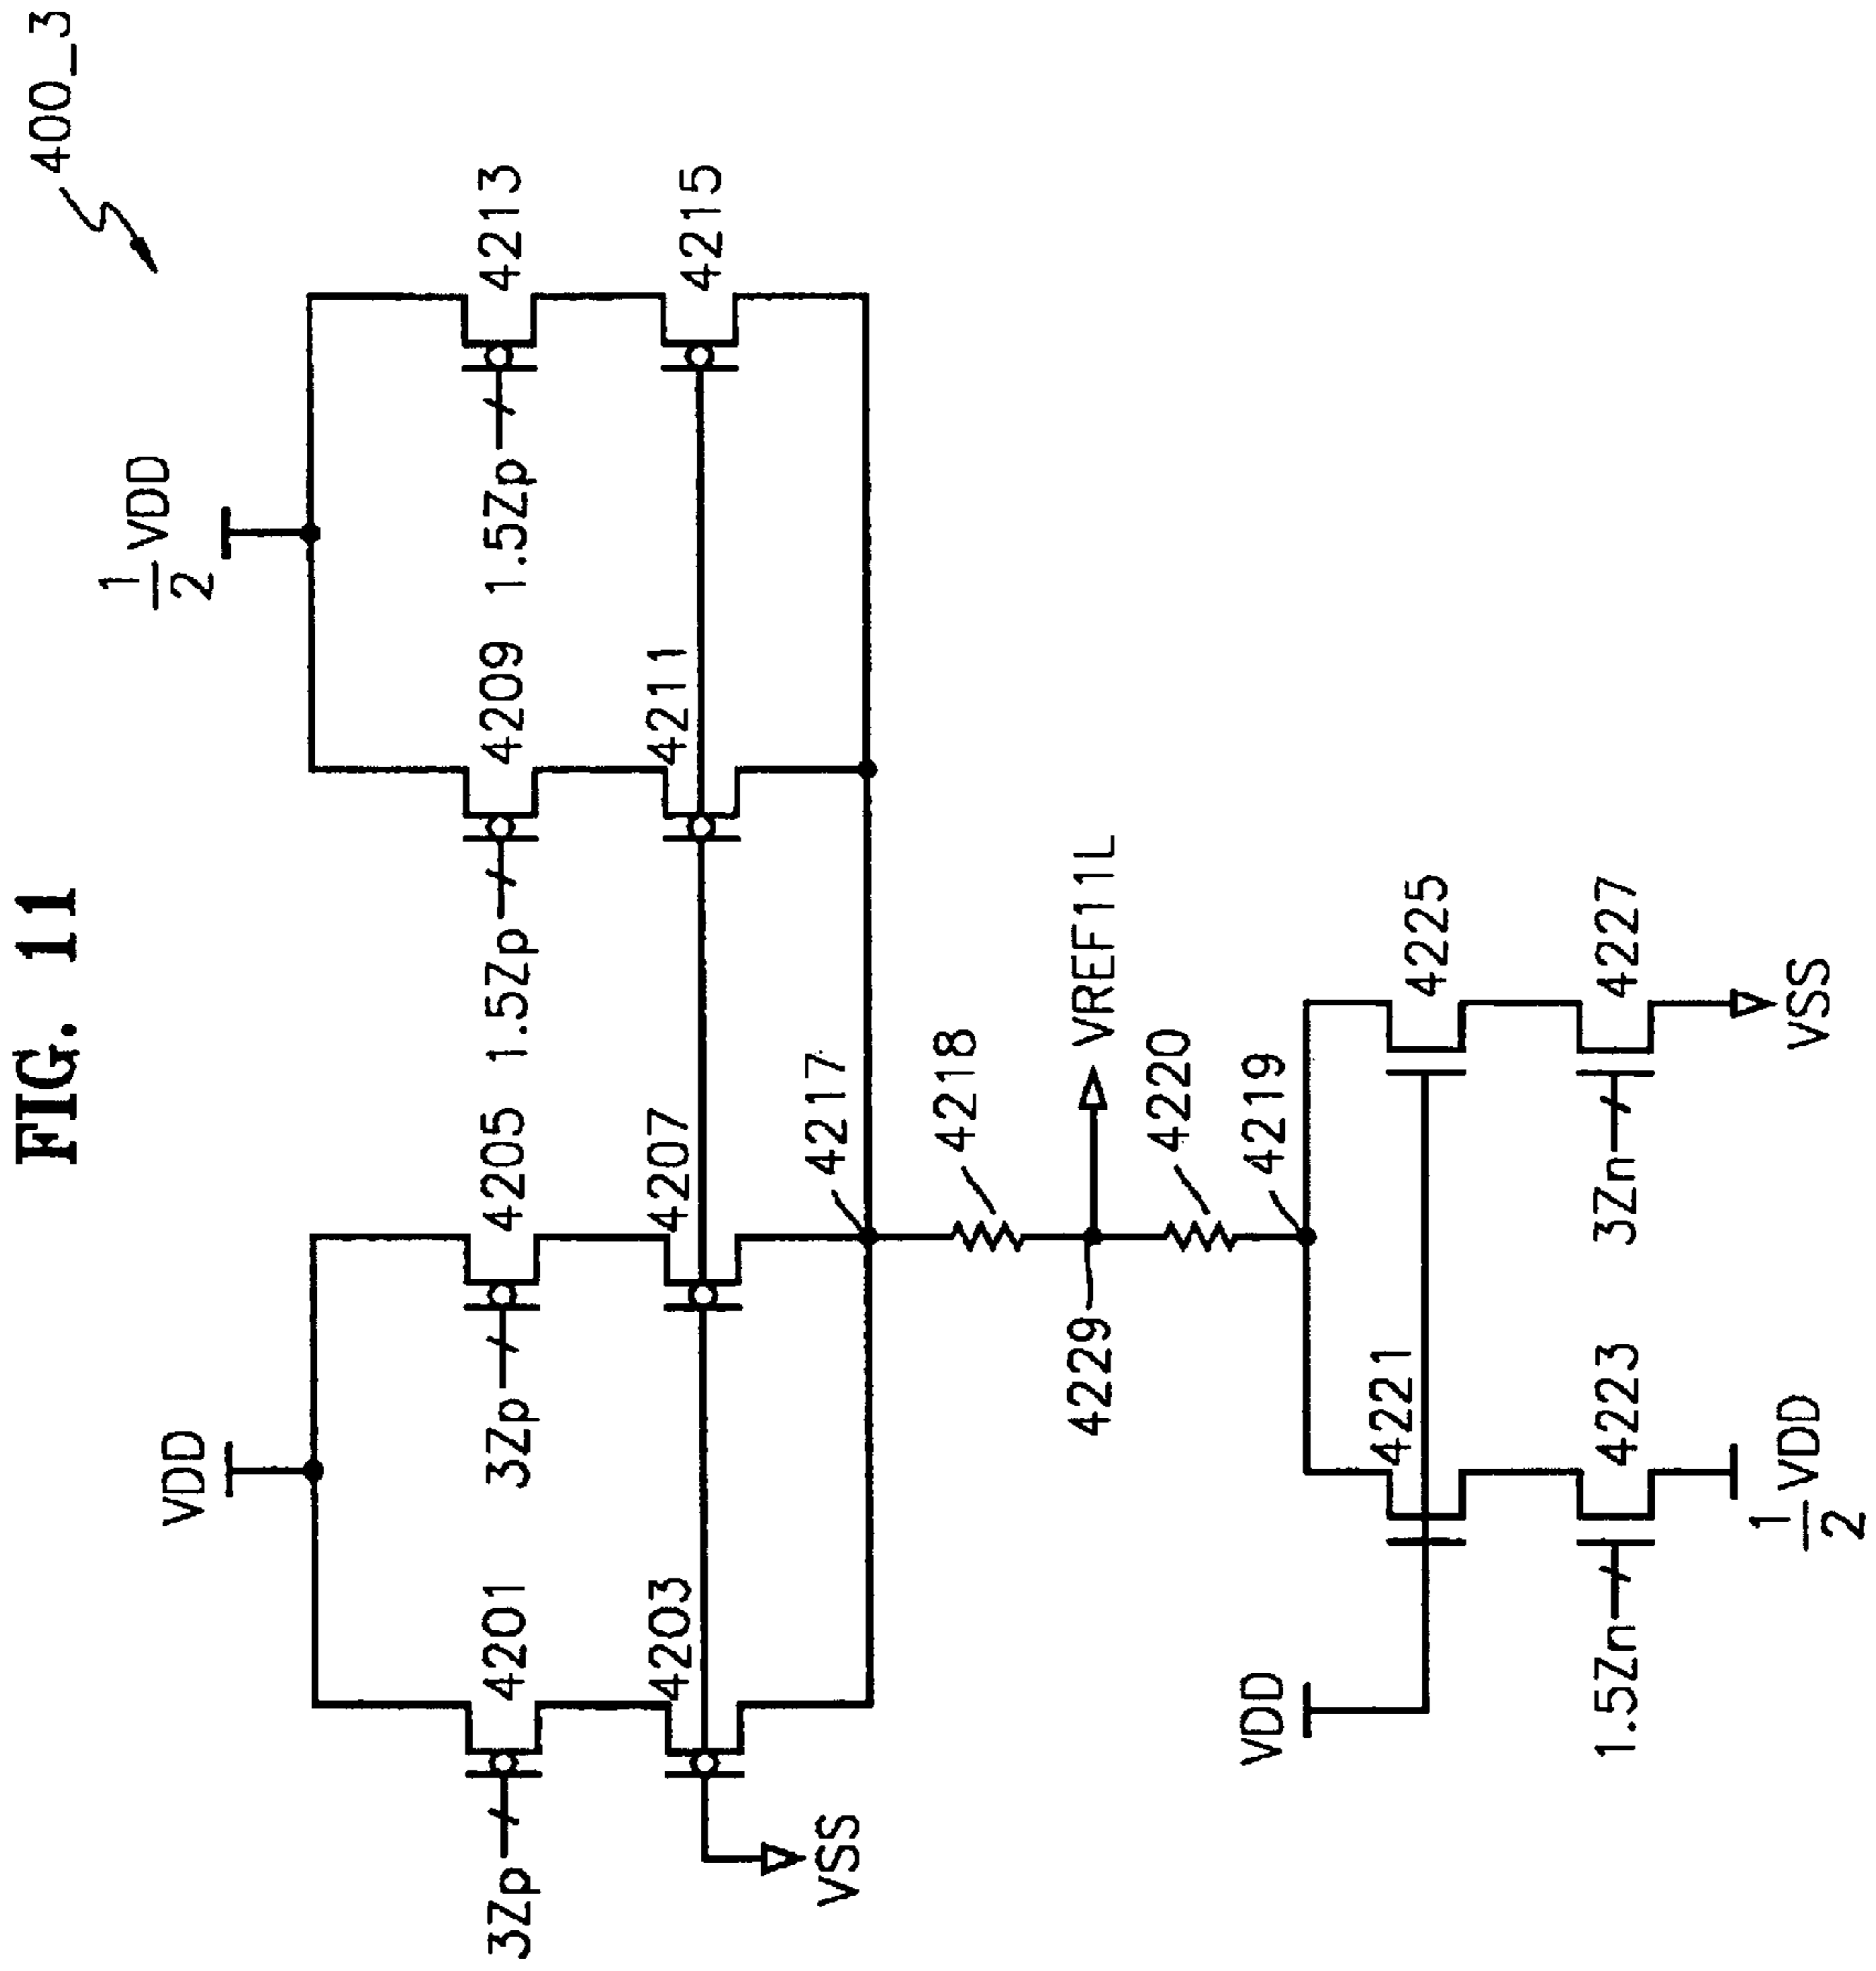 FIG. 11
400_3
VDD
1/2 VDD
3Zp
4201
3Zp
4205
1.5Zp
4209
1.5Zp
4213
4203
4207
4211
4215
VSS
4217
4218
4229
VREF11L
4220
4219
VDD
4221
4225
1.5Zn
4223
3Zn
4227
1/2 VDD
VSS